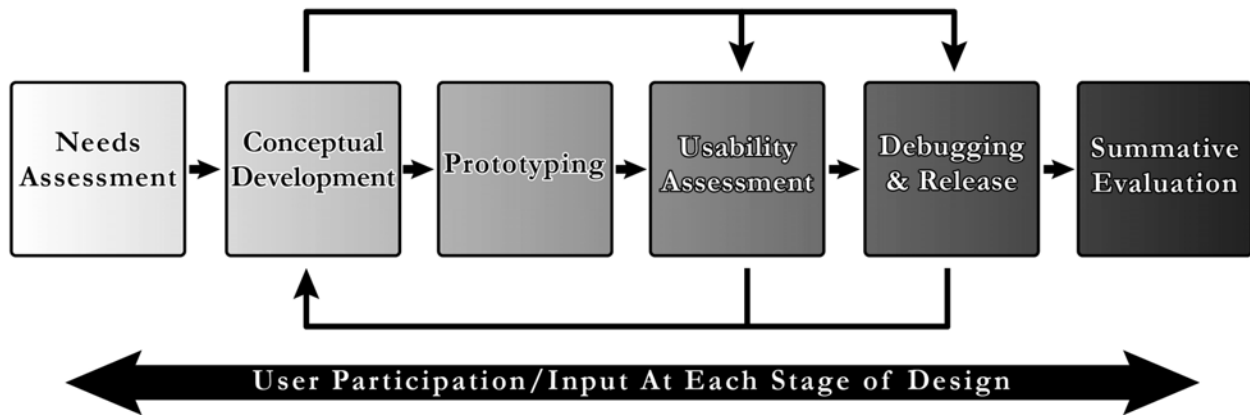 Needs
Assessment
Conceptual
Development
Prototyping
Usability
Assessment
Debugging
& Release
Summative
Evaluation
User Participation/Input At Each Stage of Design